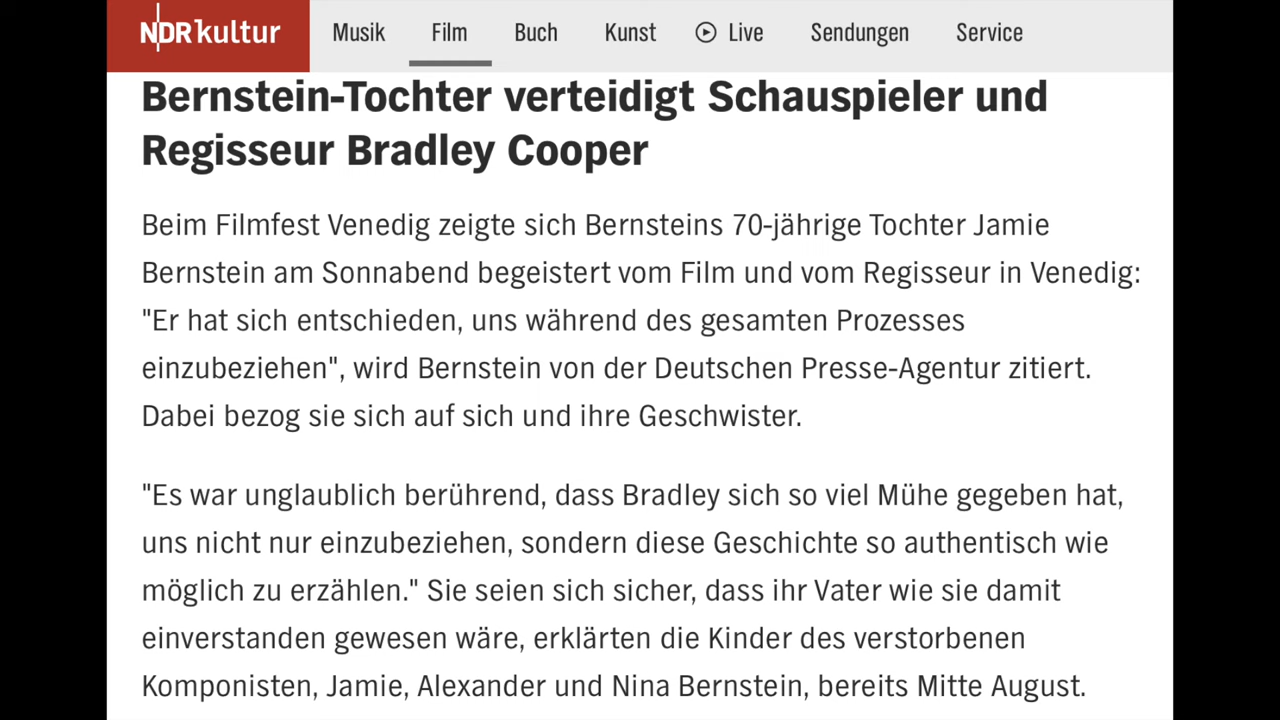 NDR kultur Musik Film Buch Kunst Live Sendungen Service
Bernstein-Tochter verteidigt Schauspieler und
Regisseur Bradley Cooper
Beim Filmfest Venedig zeigte sich Bernsteins 70-jährige Tochter Jamie
Bernstein am Sonnabend begeistert vom Film und vom Regisseur in Venedig:
"Er hat sich entschieden, uns während des gesamten Prozesses
einzubeziehen", wird Bernstein von der Deutschen Presse-Agentur zitiert.
Dabei bezog sie sich auf sich und ihre Geschwister.
"Es war unglaublich berührend, dass Bradley sich so viel Mühe gegeben hat,
uns nicht nur einzubeziehen, sondern diese Geschichte so authentisch wie
möglich zu erzählen." Sie seien sich sicher, dass ihr Vater wie sie damit
einverstanden gewesen wäre, erklärten die Kinder des verstorbenen
Komponisten, Jamie, Alexander und Nina Bernstein, bereits Mitte August.